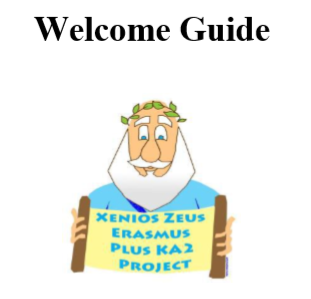 Welcome Guide
Xenios Zeus
Erasmus
Plus KA2
Project